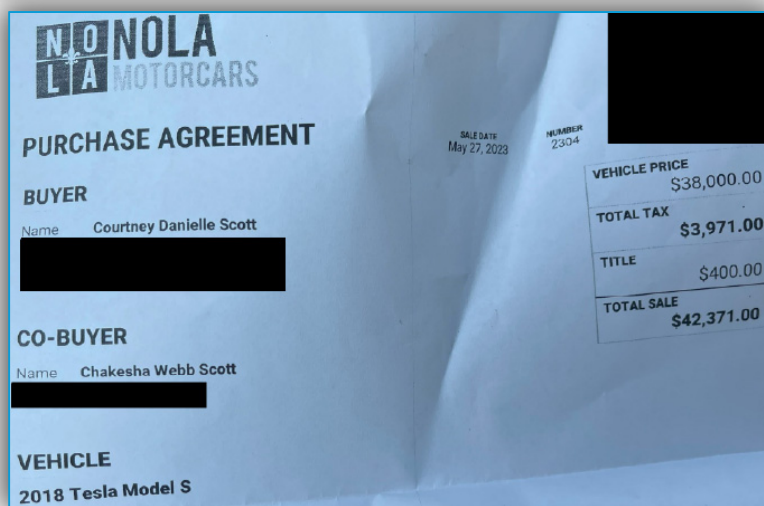 NOLA
NOLA
MOTORCARS
PURCHASE AGREEMENT
SALE DATE
May 27, 2023
NUMBER
2304
BUYER
Name Courtney Danielle Scott
CO-BUYER
Name Chakesha Webb Scott
VEHICLE
2018 Tesla Model S
VEHICLE PRICE
$38,000.00
TOTAL TAX
$3,971.00
TITLE
$400.00
TOTAL SALE
$42,371.00